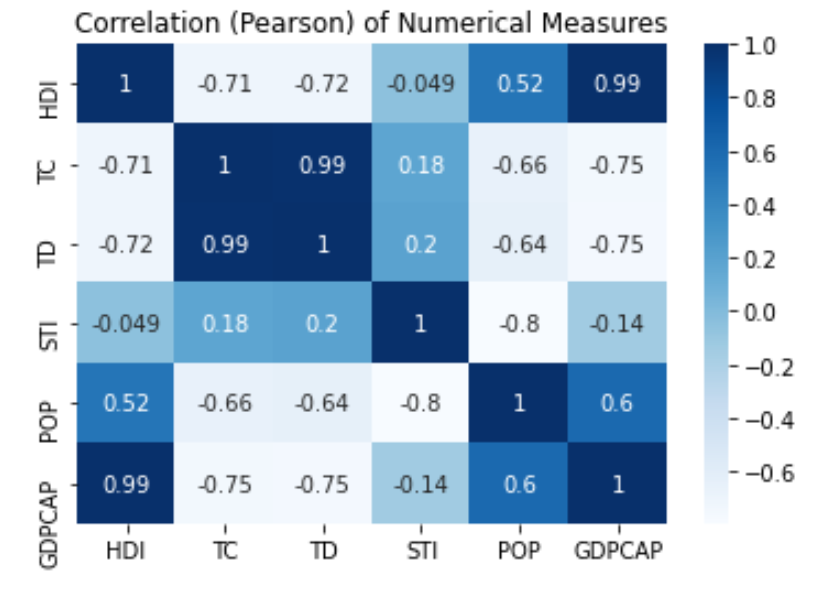 Correlation (Pearson) of Numerical Measures
HDI 1 -0.71 -0.72 -0.049 0.52 0.99
TC -0.71 1 0.99 0.18 -0.66 -0.75
TD -0.72 0.99 1 0.2 -0.64 -0.75
STI -0.049 0.18 0.2 1 -0.8 -0.14
POP 0.52 -0.66 -0.64 -0.8 1 0.6
GDPCAP 0.99 -0.75 -0.75 -0.14 0.6 1
HDI TC TD STI POP GDPCAP
1.0
0.8
0.6
0.4
0.2
0.0
−0.2
−0.4
−0.6